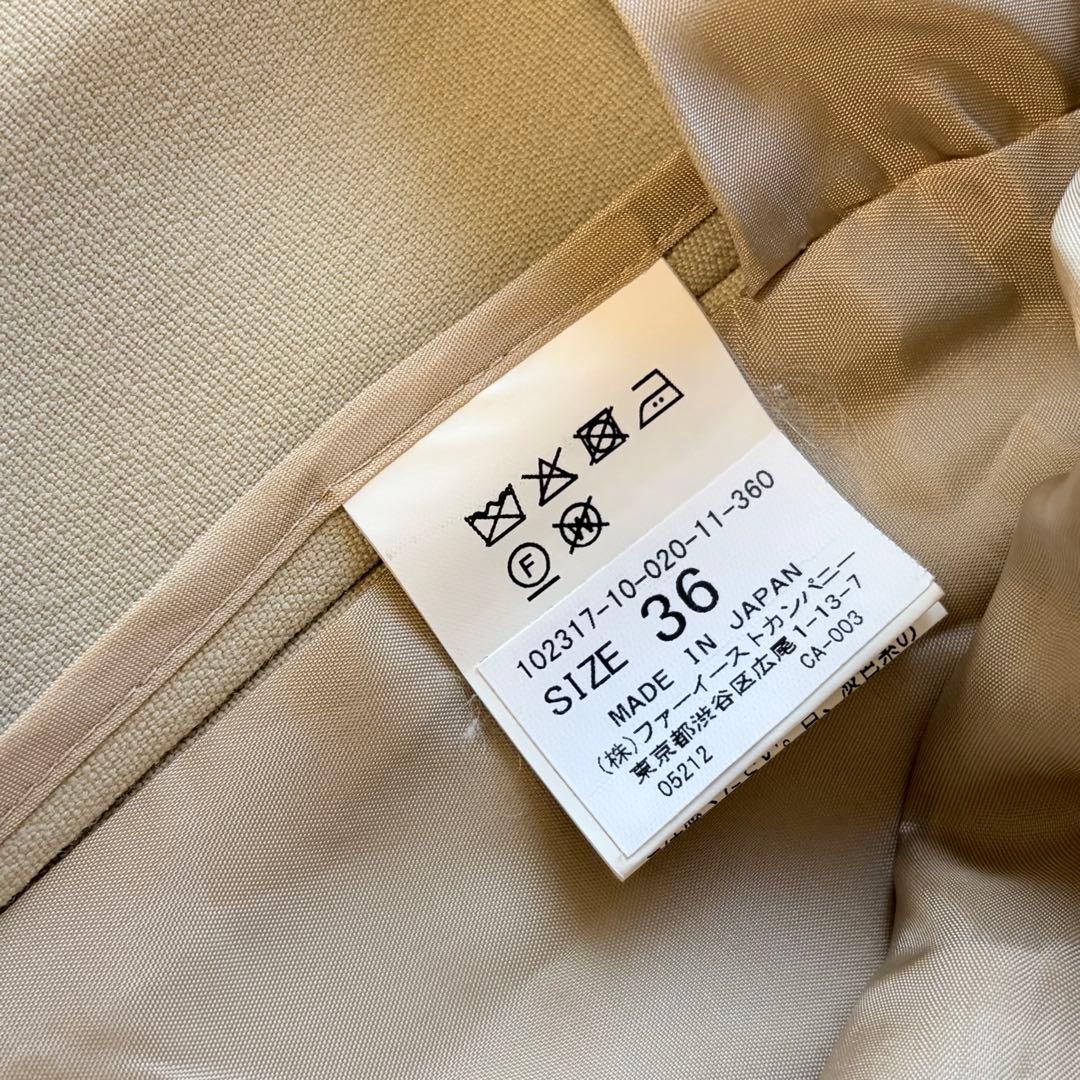 F W
102317-10-020-11-360
SIZE 36
MADE IN JAPAN
(株)ファーイーストカンパニー
東京都渋谷区広尾1-13-7
05212 CA-003